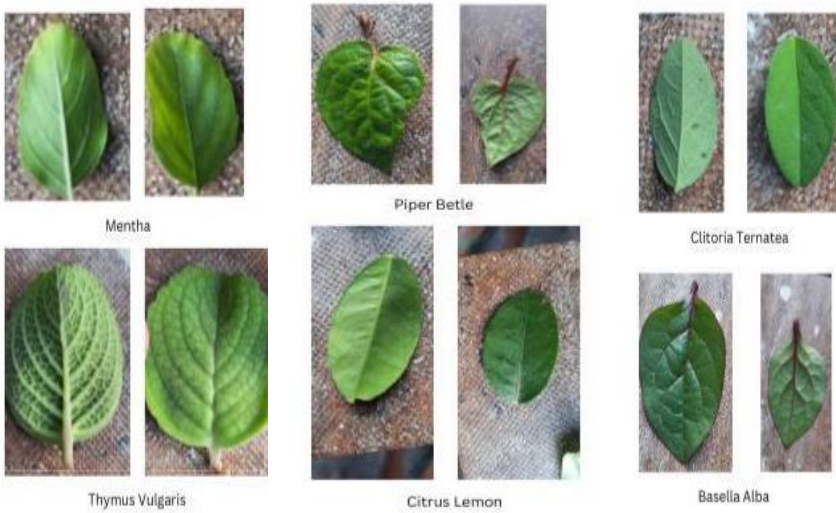 Mentha
Piper Betle
Clitoria Ternatea
Thymus Vulgaris
Citrus Lemon
Basella Alba